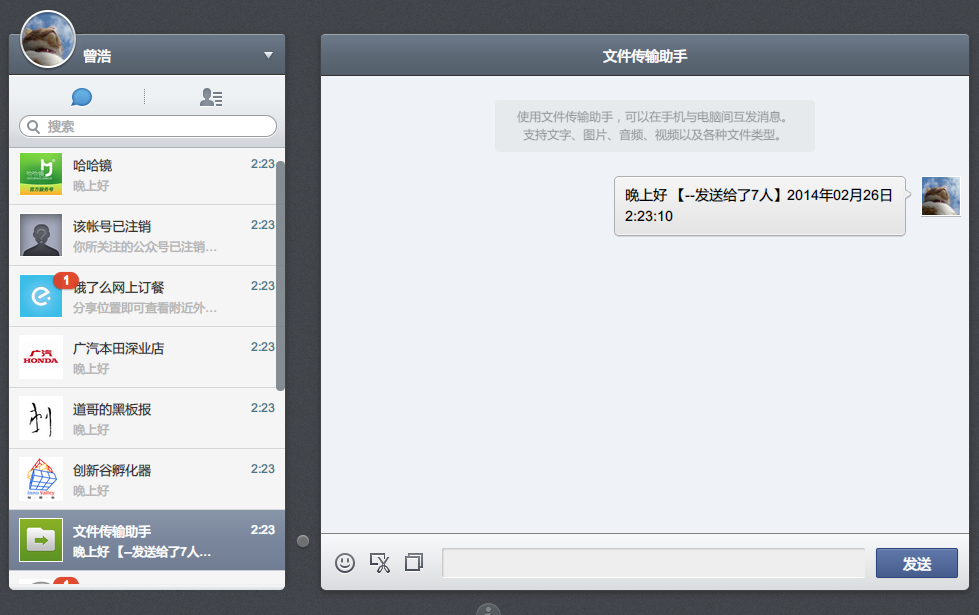 曾浩
搜索
哈哈镜
2:23
晚上好
该帐号已注销
2:23
你所关注的公众号已注销...
1
饿了么网上订餐
2:23
分享位置即可查看附近外...
HONDA
广汽本田深业店
2:23
晚上好
道哥的黑板报
2:23
晚上好
Inno Valley
创新谷孵化器
2:23
晚上好
文件传输助手
2:23
晚上好 【--发送给了7人...
文件传输助手
使用文件传输助手，可以在手机与电脑间互发消息。
支持文字、图片、音频、视频以及各种文件类型。
晚上好 【--发送给了7人】2014年02月26日
2:23:10
发送